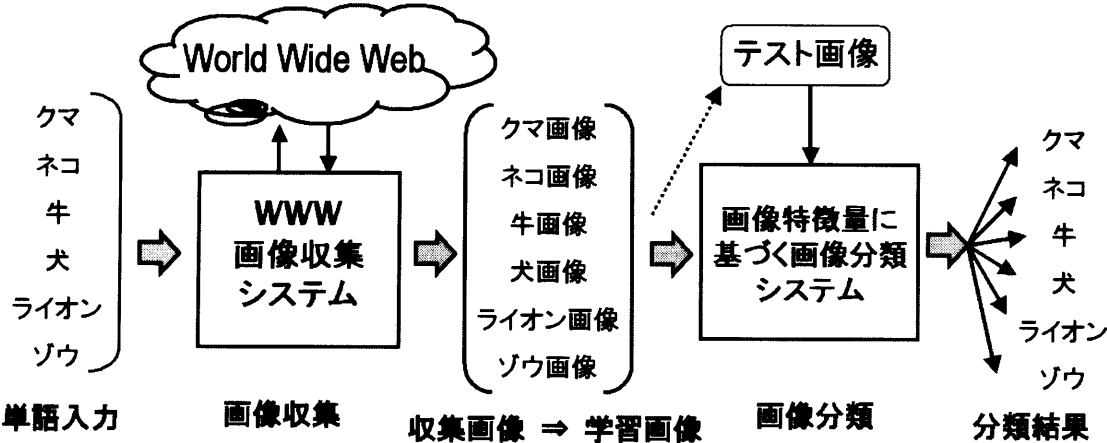 World Wide Web
テスト画像
クマ
ネコ
牛
犬
ライオン
ゾウ
単語入力
WWW
画像収集
システム
画像収集
クマ画像
ネコ画像
牛画像
犬画像
ライオン画像
ゾウ画像
収集画像 ⇒ 学習画像
画像特徴量に
基づく画像分類
システム
画像分類
クマ
ネコ
牛
犬
ライオン
ゾウ
分類結果